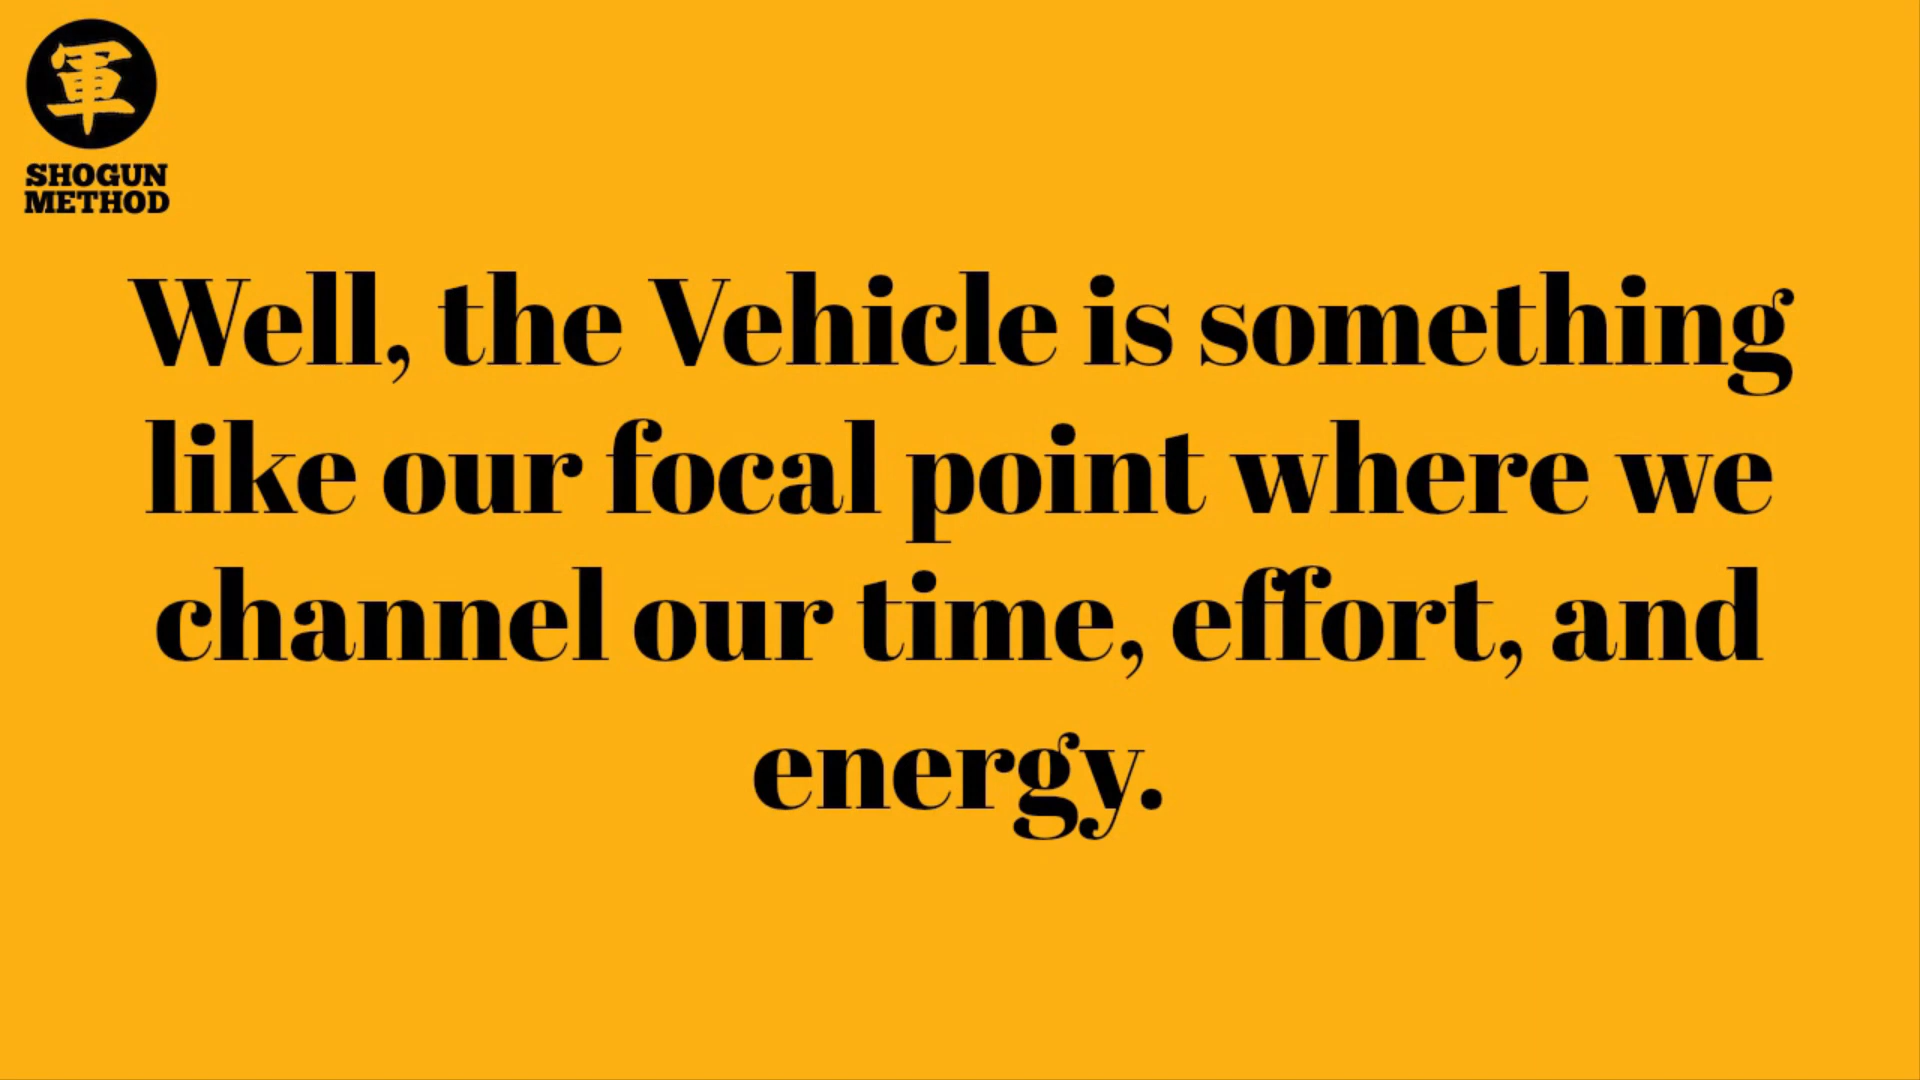 軍
SHOGUN
METHOD
Well, the Vehicle is something
like our focal point where we
channel our time, effort, and
energy.